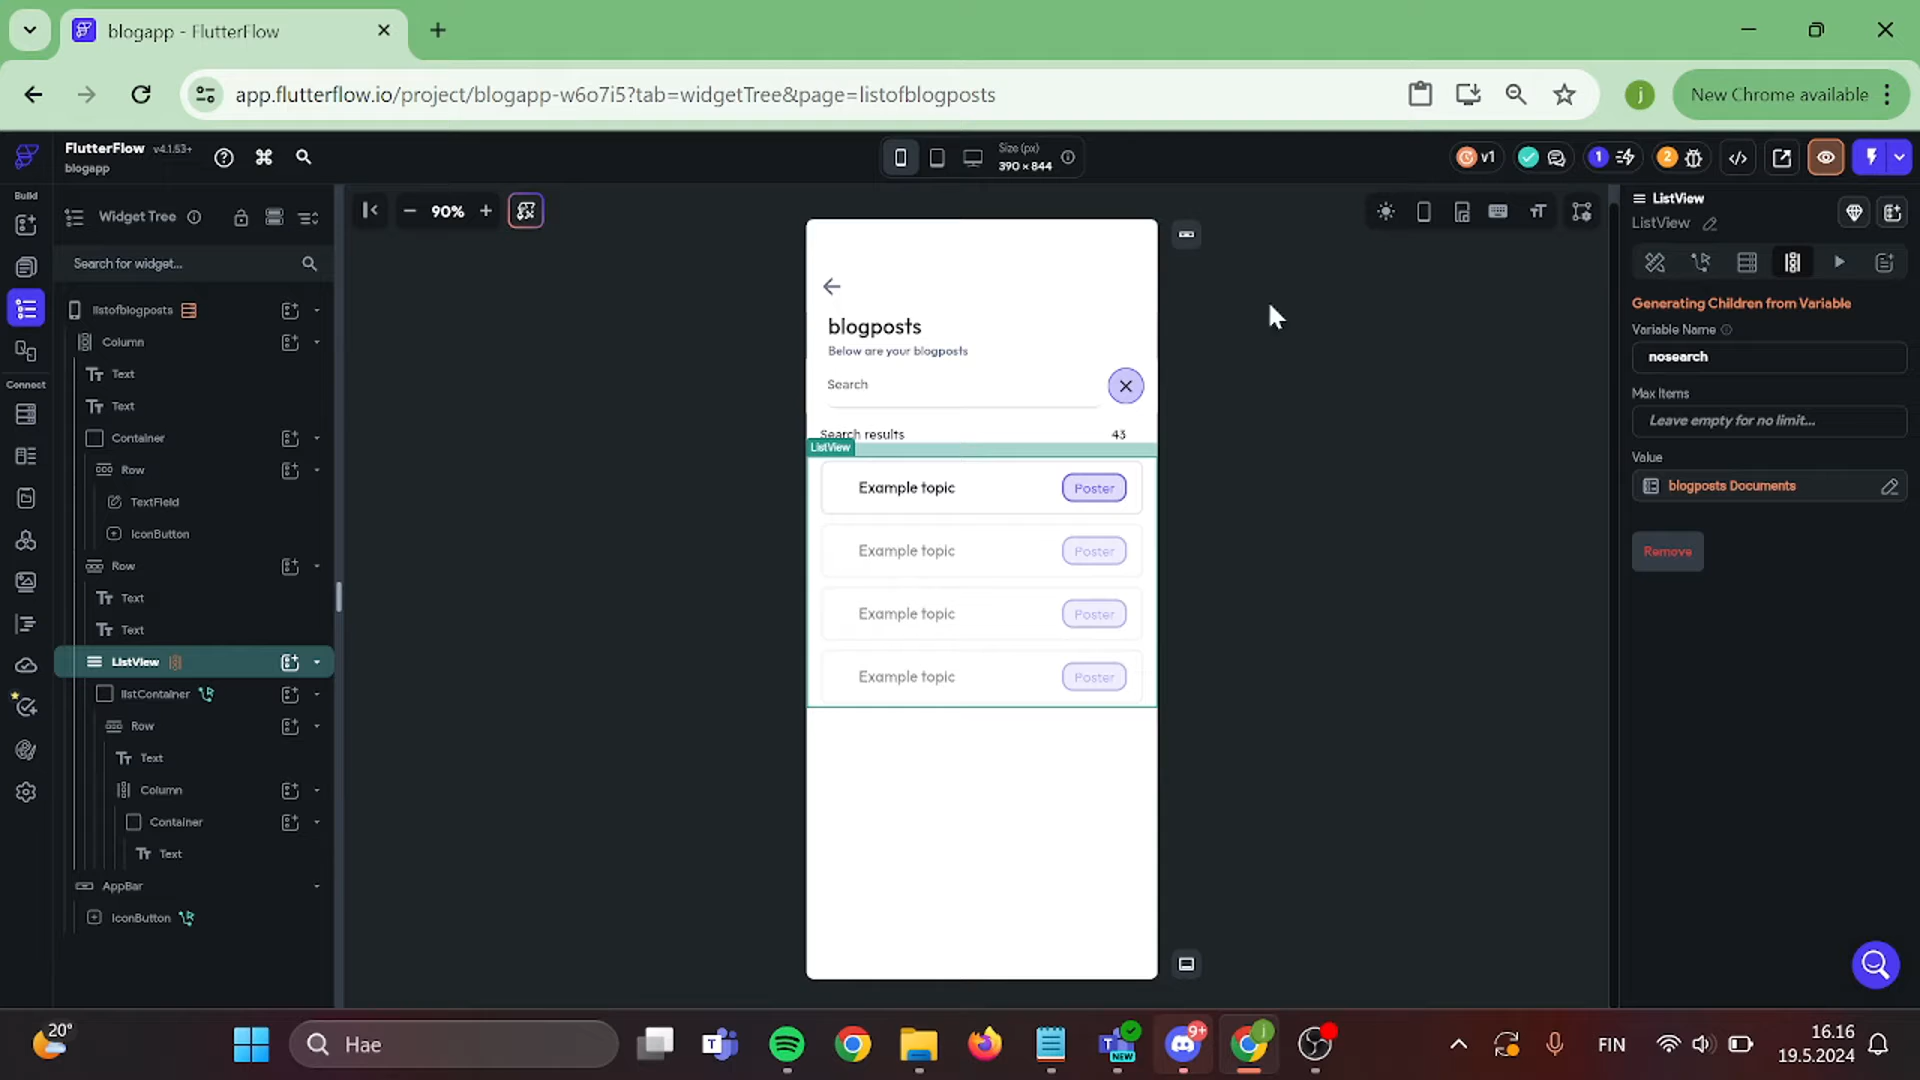 blogapp - FlutterFlow
app.flutterflow.io/project/blogapp-w6o7i5?tab=widgetTree&page=listofblogposts
j
New Chrome available
FlutterFlow v4.1.53+
blogapp
Size (px)
390 × 844
v1
1
2
Build
Connect
Widget Tree
Search for widget...
listofblogposts
Column
Text
Text
Container
Row
TextField
IconButton
Row
Text
Text
ListView
listContainer
Row
Text
Column
Container
Text
AppBar
IconButton
90%
blogposts
Below are your blogposts
Search
Search results 43
ListView
Example topic Poster
Example topic Poster
Example topic Poster
Example topic Poster
ListView
ListView
Generating Children from Variable
Variable Name
nosearch
Max Items
Leave empty for no limit...
Value
blogposts Documents
Remove
20°
Hae
NEW
9+
j
FIN
16.16
19.5.2024